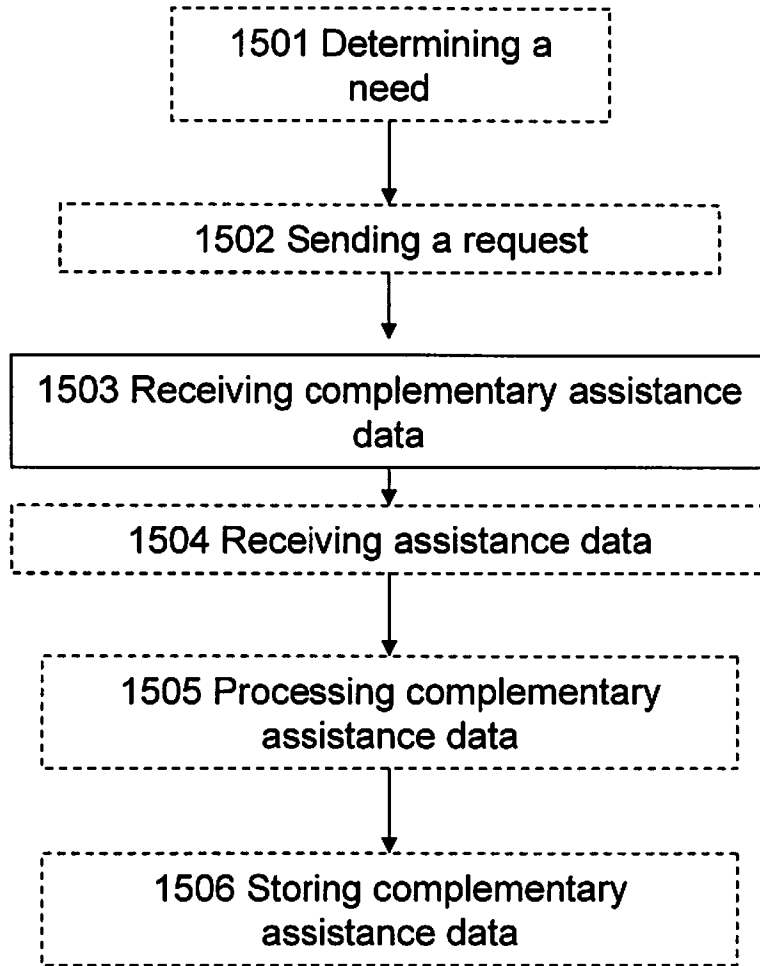 1501 Determining a
need
1502 Sending a request
1503 Receiving complementary assistance
data
1504 Receiving assistance data
1505 Processing complementary
assistance data
1506 Storing complementary
assistance data